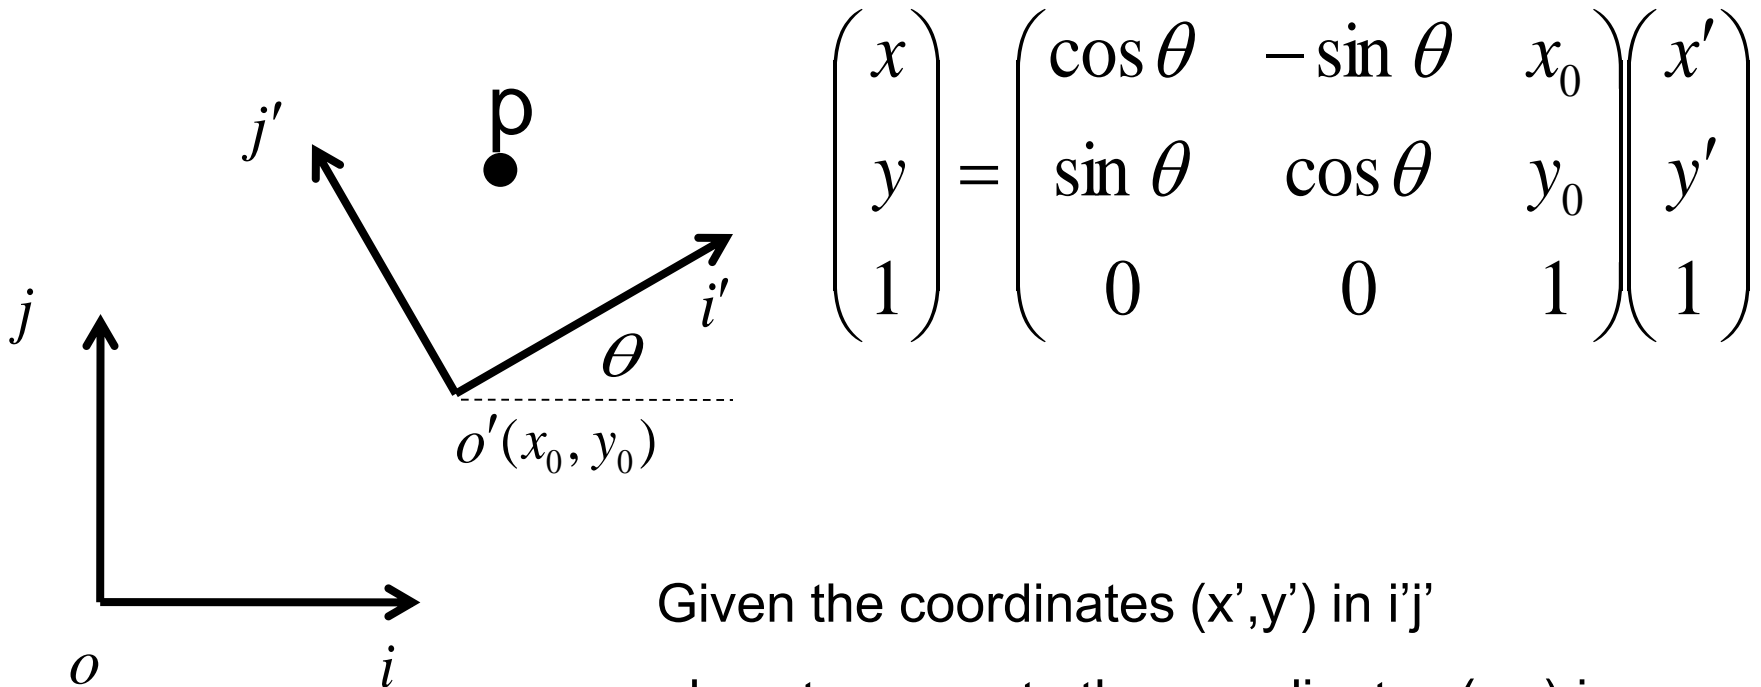 p
j′
i′
θ
o′(x₀, y₀)
j
o
i
(x) = (cos θ −sin θ x₀) (x′)
(y) (sin θ cos θ y₀) (y′)
(1) (0 0 1) (1)
Given the coordinates (x’,y’) in i’j’